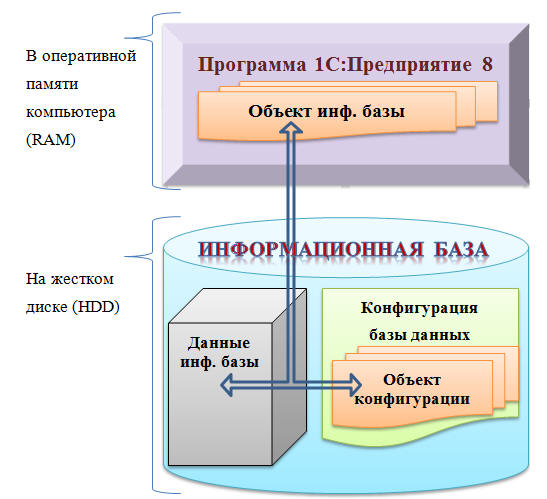 В оперативной
памяти
компьютера
(RAM)
Программа 1С:Предприятие 8
Объект инф. базы
На жестком
диске (HDD)
ИНФОРМАЦИОННАЯ БАЗА
Данные
инф. базы
Конфигурация
базы данных
Объект
конфигурации